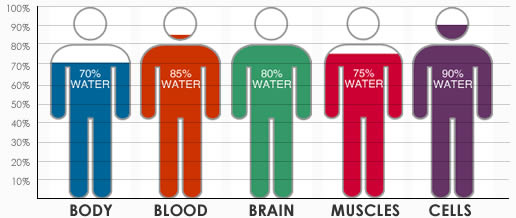 100%
90%
80%
70%
60%
50%
40%
30%
20%
10%
70%
WATER
85%
WATER
80%
WATER
75%
WATER
90%
WATER
BODY BLOOD BRAIN MUSCLES CELLS